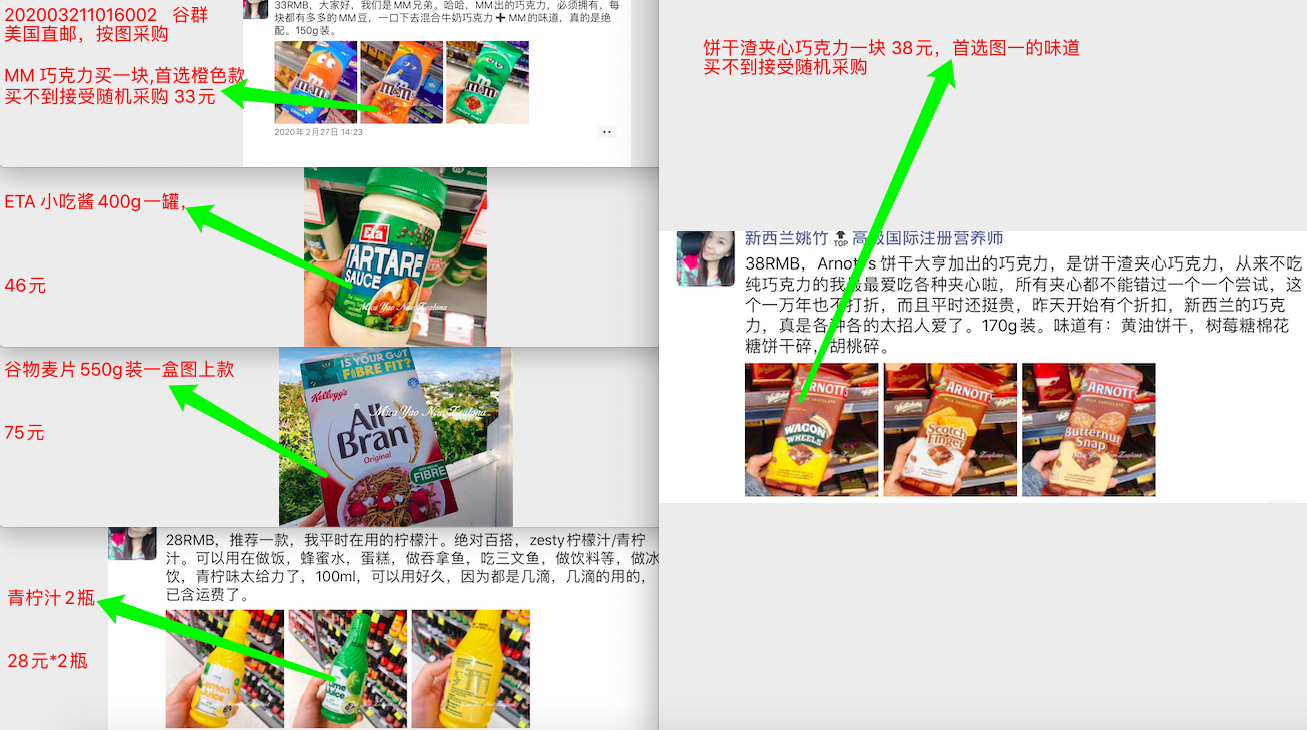 202003211016002 谷群
美国直邮，按图采购
MM 巧克力买一块,首选橙色款
买不到接受随机采购 33元
33RMB，大家好，我们是MM兄弟。哈哈，MM出的巧克力，必须拥有，每
块都有多多的MM豆，一口下去混合牛奶巧克力➕MM的味道，真的是绝
配。150g装。
m&m's
m&m's
m&m's
2020年2月27日 14:23
ETA 小吃酱400g一罐，
46元
Eta
TARTARE
SAUCE
Mica Yao New Zealand
谷物麦片550g装一盒图上款
75元
IS YOUR GUT
FIBRE FIT?
Kellogg's
Mica Yao New Zealand
All-
Bran
Original
FIBRE
28RMB，推荐一款，我平时在用的柠檬汁。绝对百搭，zesty柠檬汁/青柠
汁。可以用在做饭，蜂蜜水，蛋糕，做吞拿鱼，吃三文鱼，做饮料等，做冰
饮，青柠味太给力了，100ml，可以用好久，因为都是几滴，几滴的用的，
已含运费了。
青柠汁2瓶
28元*2瓶
Lemon
Juice
Lime
Juice
饼干渣夹心巧克力一块 38元，首选图一的味道
买不到接受随机采购
新西兰姚竹 TOP 高级国际注册营养师
38RMB，Arnott's 饼干大亨加出的巧克力，是饼干渣夹心巧克力，从来不吃
纯巧克力的我最最爱吃各种夹心啦，所有夹心都不能错过一个一个尝试，这
个一万年也不打折，而且平时还挺贵，昨天开始有个折扣，新西兰的巧克
力，真是各种各的太招人爱了。170g装。味道有：黄油饼干，树莓糖棉花
糖饼干碎，胡桃碎。
ARNOTT'S
WAGON
WHEELS
ARNOTT'S
MILK CHOCOLATE
Scotch
Finger
ARNOTT'S
MILK CHOCOLATE
Butternut
Snap